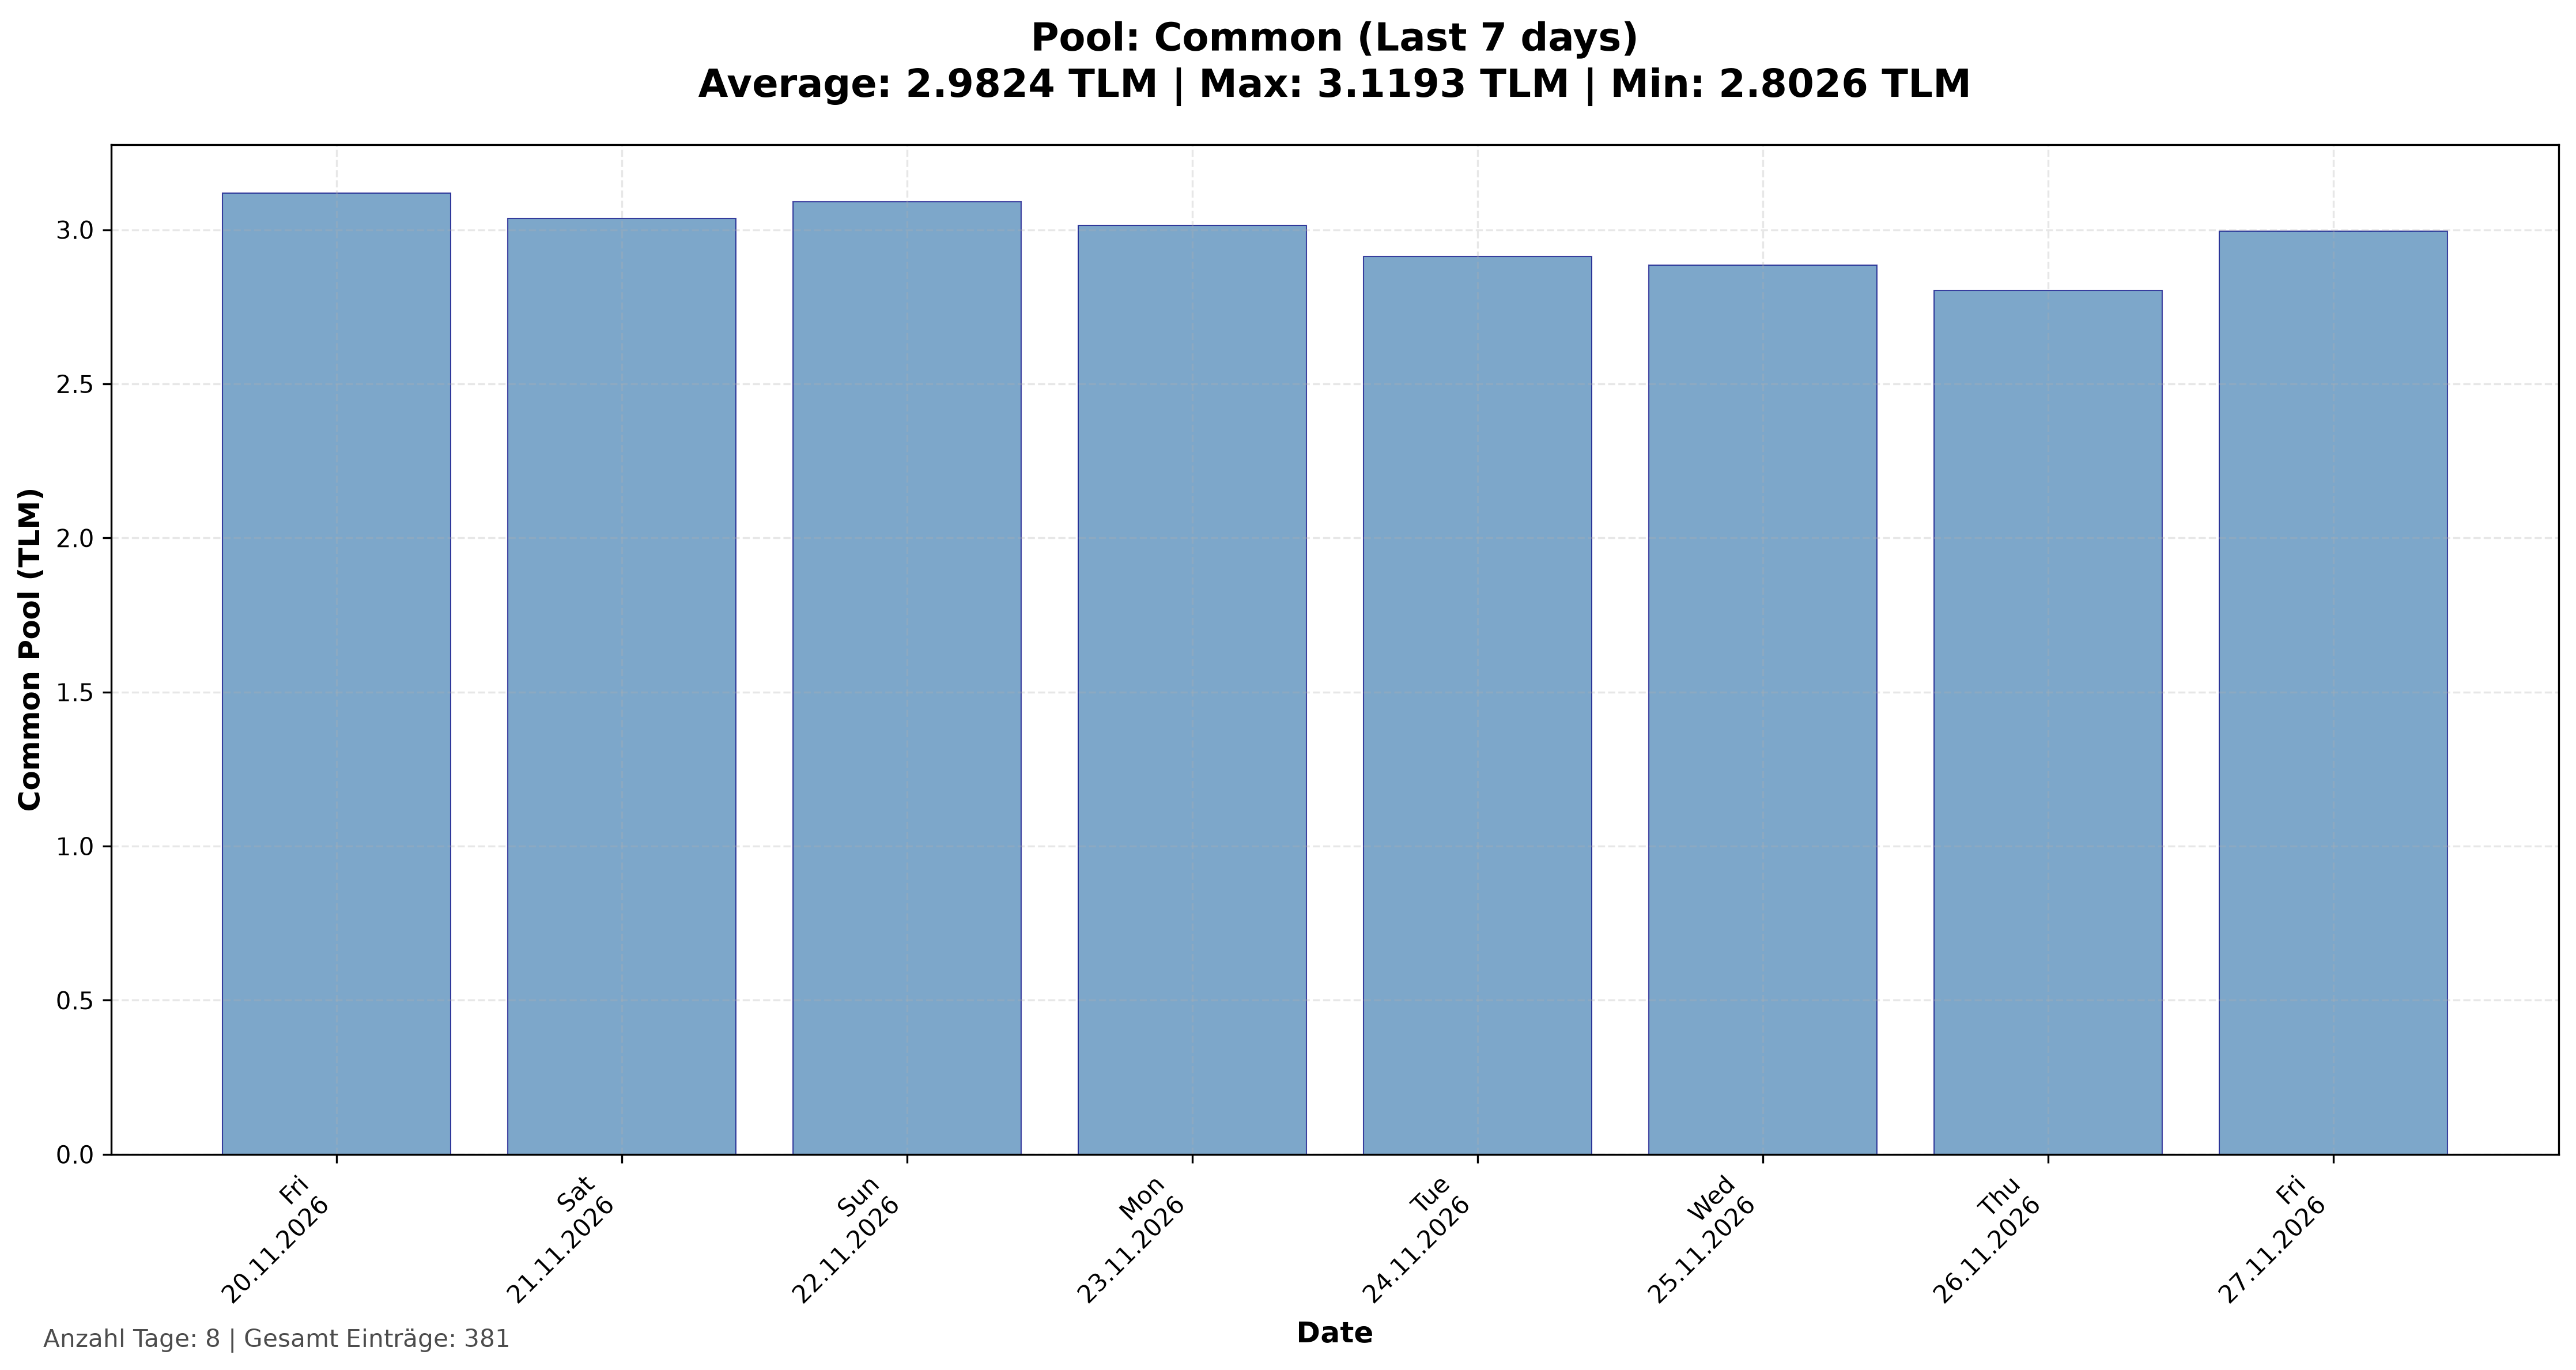 Pool: Common (Last 7 days)
Average: 2.9824 TLM | Max: 3.1193 TLM | Min: 2.8026 TLM
Common Pool (TLM)
3.0
2.5
2.0
1.5
1.0
0.5
0.0
Fri
20.11.2026
Sat
21.11.2026
Sun
22.11.2026
Mon
23.11.2026
Tue
24.11.2026
Wed
25.11.2026
Thu
26.11.2026
Fri
27.11.2026
Date
Anzahl Tage: 8 | Gesamt Einträge: 381